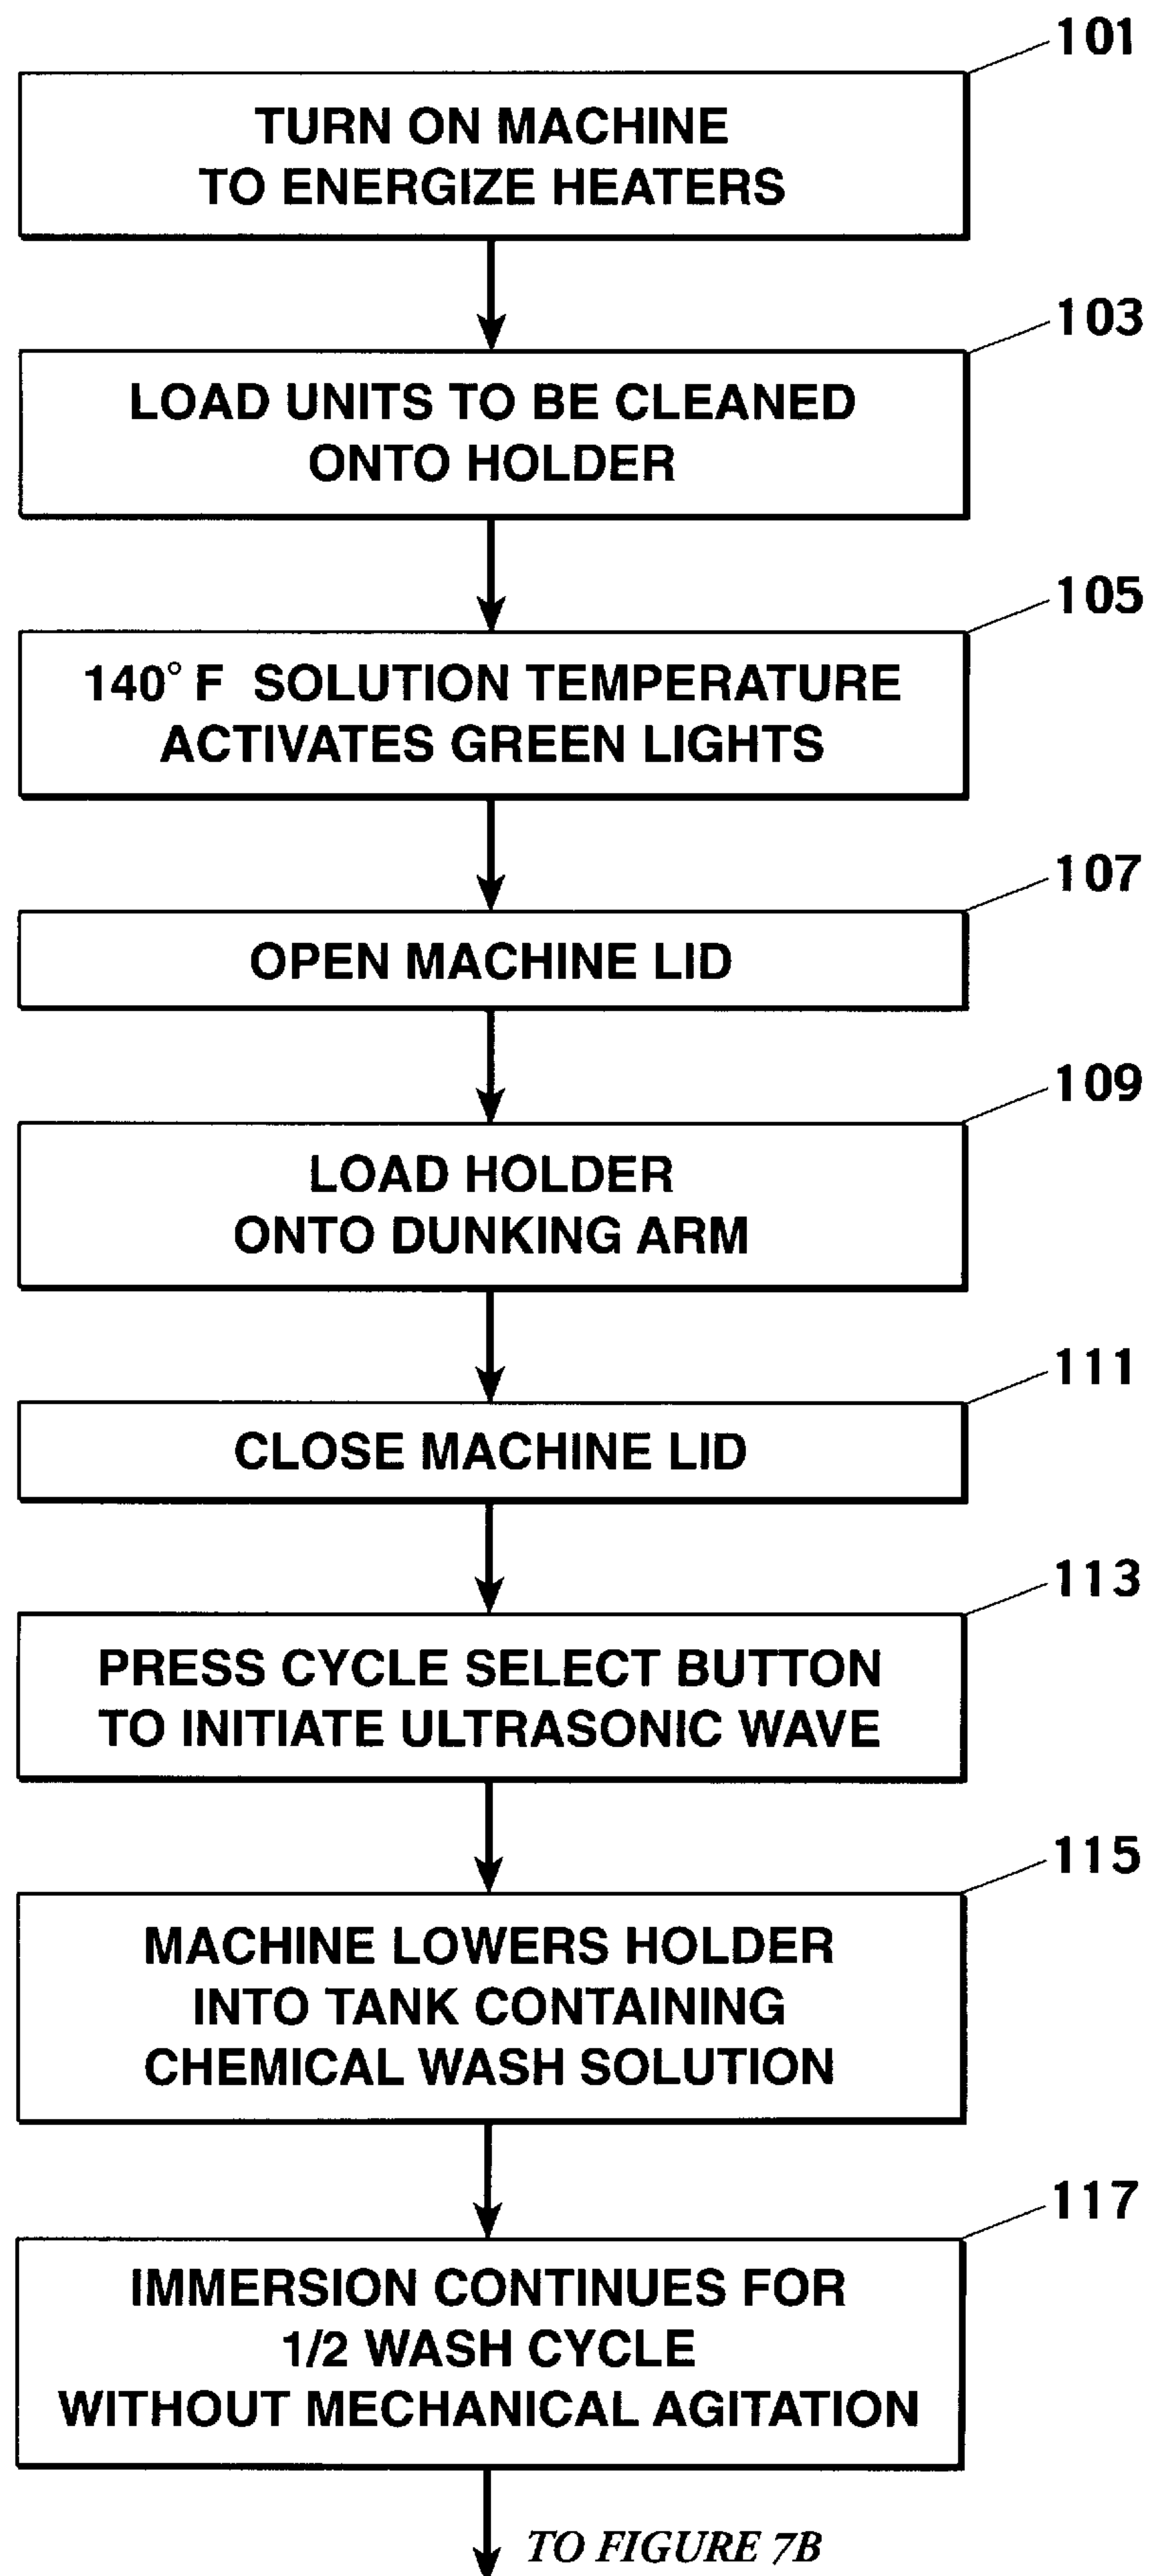 101
TURN ON MACHINE
TO ENERGIZE HEATERS
103
LOAD UNITS TO BE CLEANED
ONTO HOLDER
105
140° F SOLUTION TEMPERATURE
ACTIVATES GREEN LIGHTS
107
OPEN MACHINE LID
109
LOAD HOLDER
ONTO DUNKING ARM
111
CLOSE MACHINE LID
113
PRESS CYCLE SELECT BUTTON
TO INITIATE ULTRASONIC WAVE
115
MACHINE LOWERS HOLDER
INTO TANK CONTAINING
CHEMICAL WASH SOLUTION
117
IMMERSION CONTINUES FOR
1/2 WASH CYCLE
WITHOUT MECHANICAL AGITATION
TO FIGURE 7B